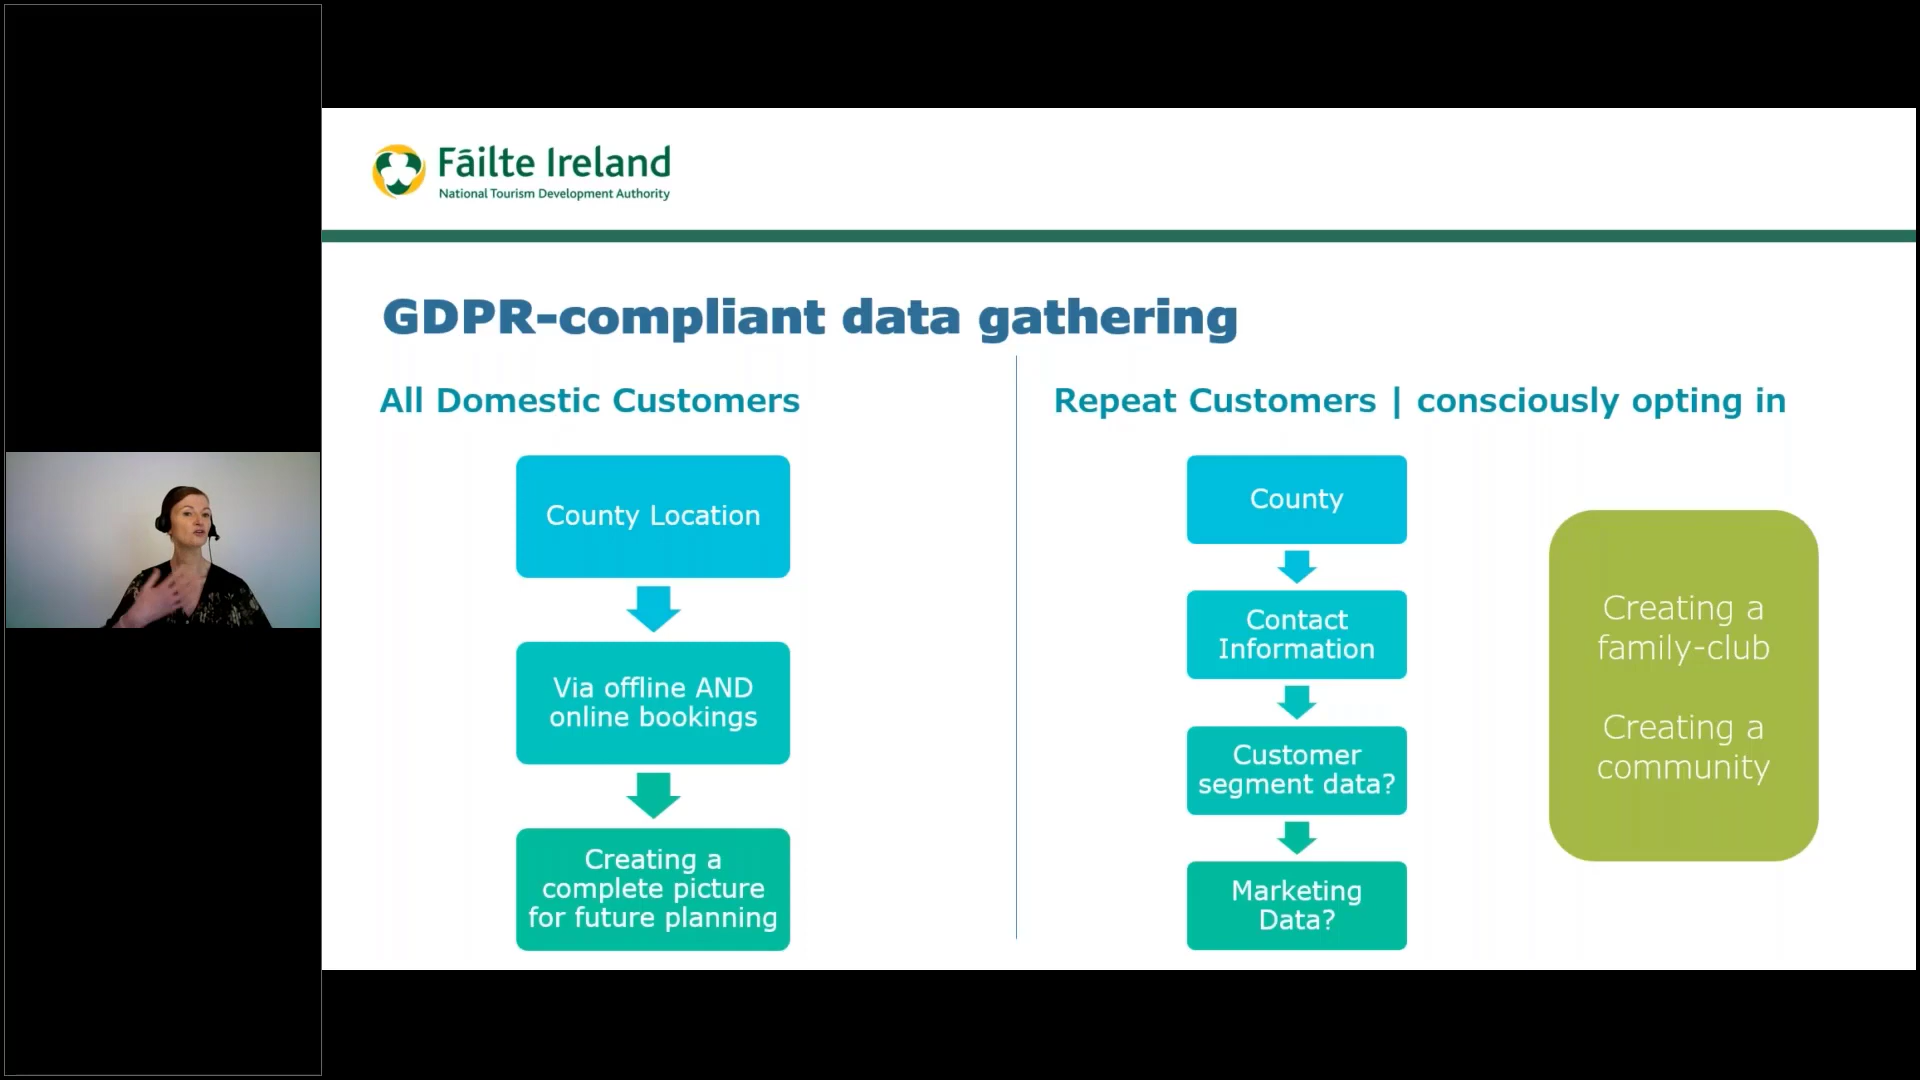 Fáilte Ireland
National Tourism Development Authority
GDPR-compliant data gathering
All Domestic Customers
County Location
Via offline AND
online bookings
Creating a
complete picture
for future planning
Repeat Customers | consciously opting in
County
Contact
Information
Customer
segment data?
Marketing
Data?
Creating a
family-club
Creating a
community